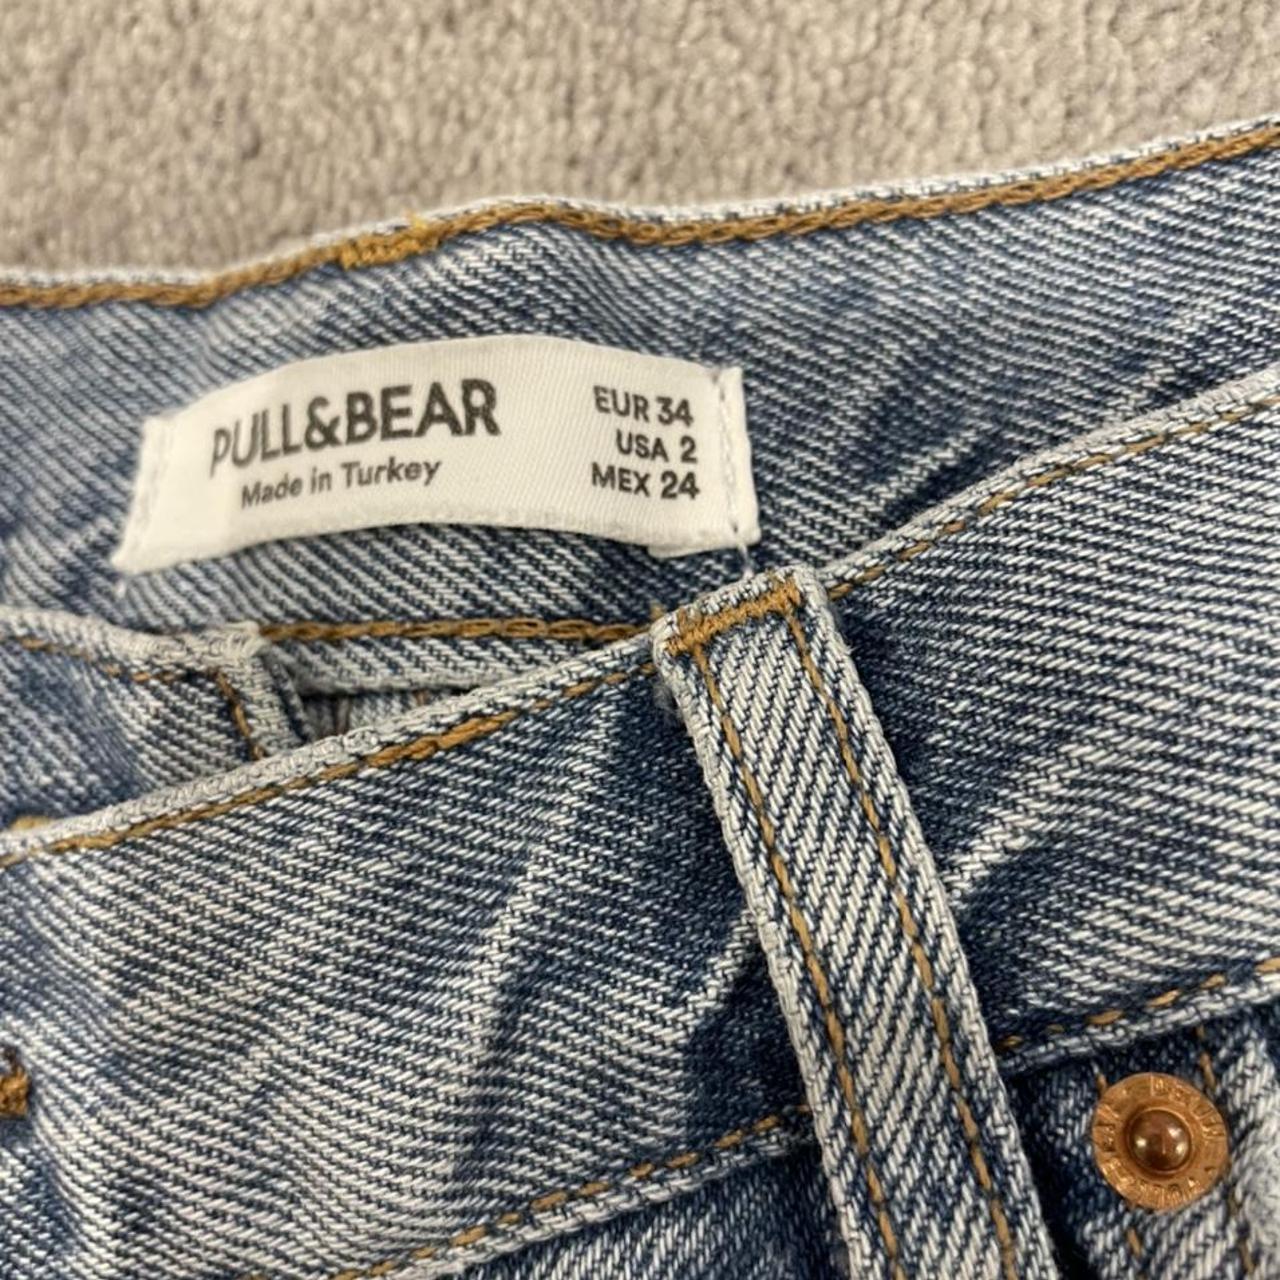 PULL&BEAR
Made in Turkey
EUR 34
USA 2
MEX 24